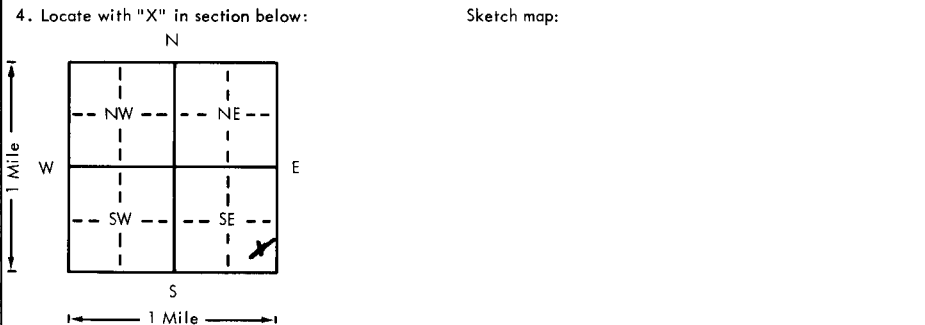 4. Locate with "X" in section below:
Sketch map:
N
NW
NE
1 Mile
W
E
SW
SE
X
S
1 Mile